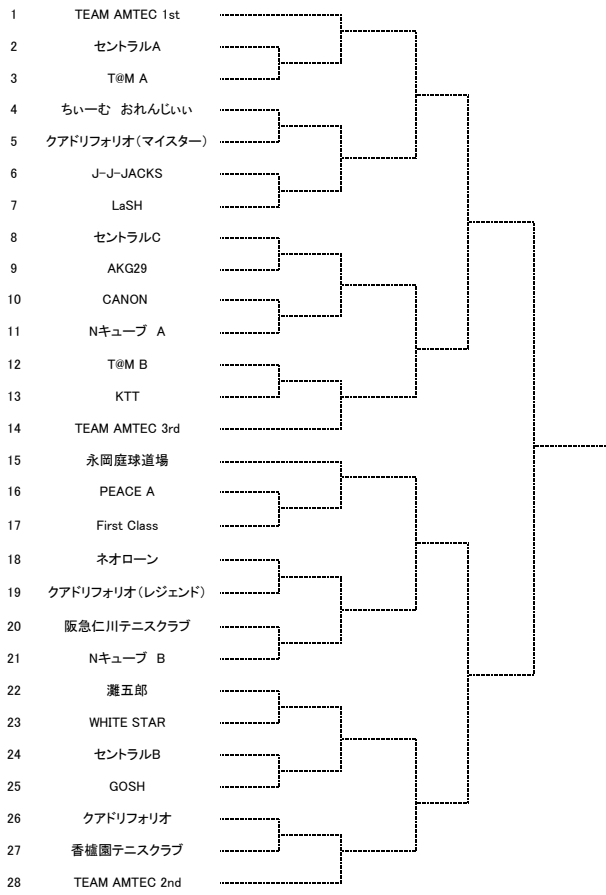 1 TEAM AMTEC 1st
2 セントラルA
3 T@M A
4 ちぃーむ　おれんじぃぃ
5 クアドリフォリオ（マイスター）
6 J-J-JACKS
7 LaSH
8 セントラルC
9 AKG29
10 CANON
11 Nキューブ　A
12 T@M B
13 KTT
14 TEAM AMTEC 3rd
15 永岡庭球道場
16 PEACE A
17 First Class
18 ネオローン
19 クアドリフォリオ（レジェンド）
20 阪急仁川テニスクラブ
21 Nキューブ　B
22 灘五郎
23 WHITE STAR
24 セントラルB
25 GOSH
26 クアドリフォリオ
27 香櫨園テニスクラブ
28 TEAM AMTEC 2nd